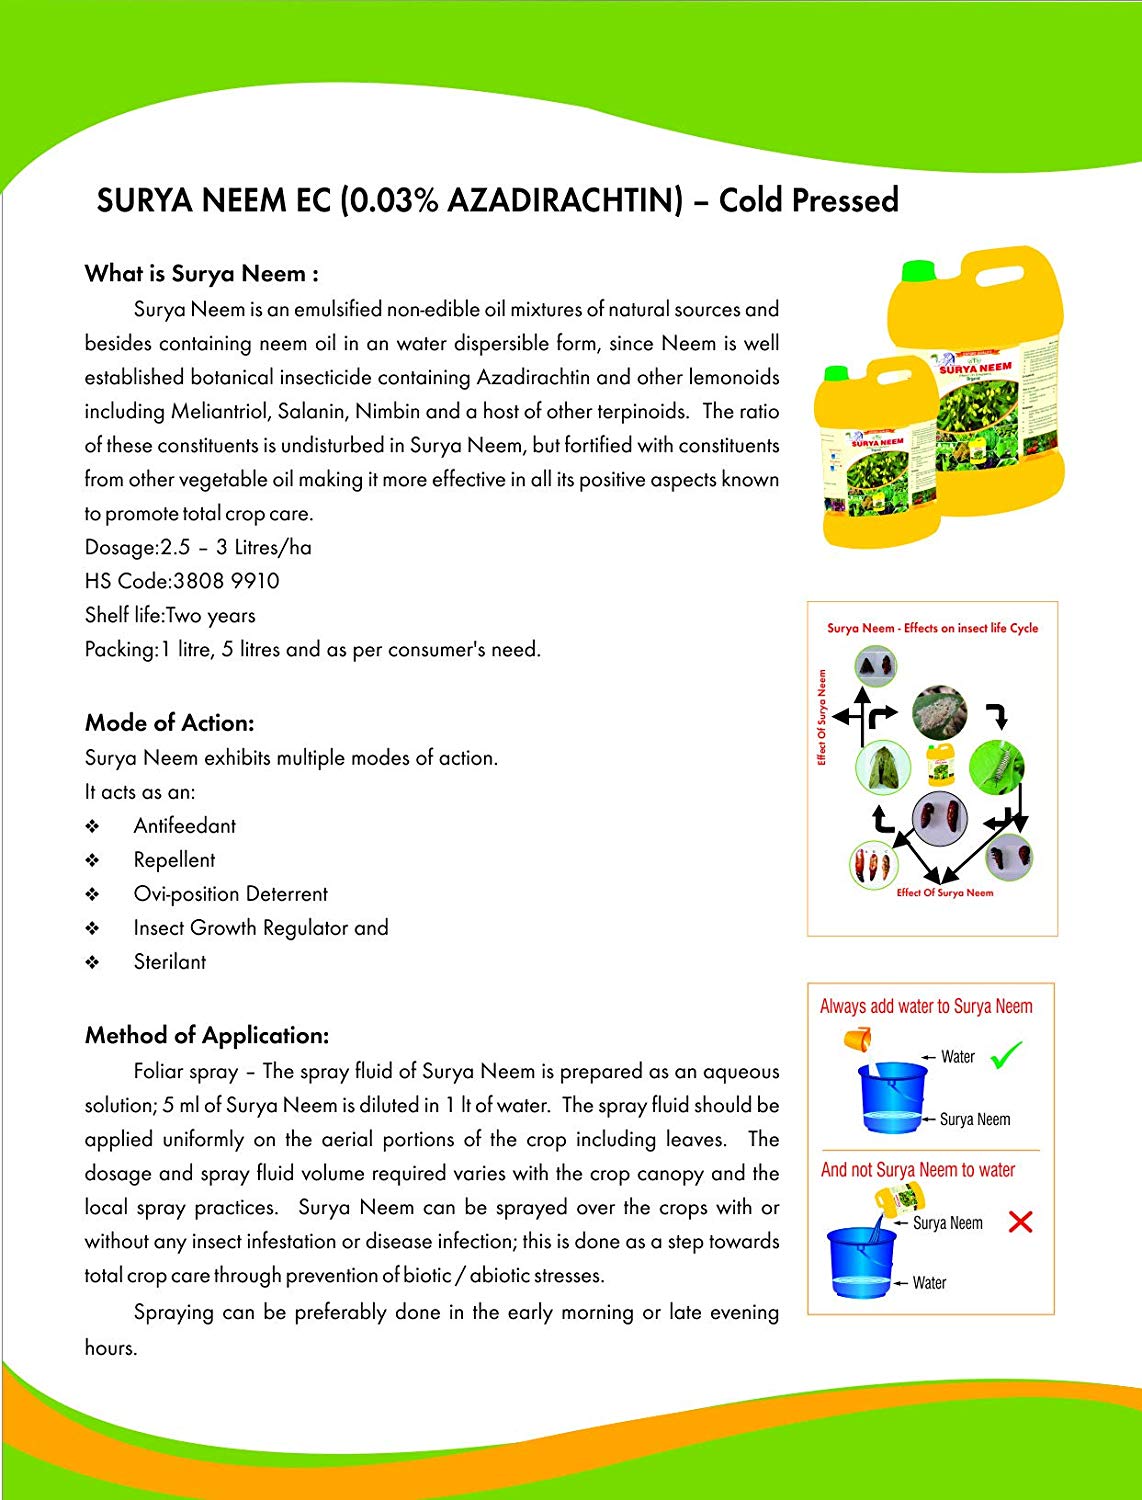 SURYA NEEM EC (0.03% AZADIRACHTIN) – Cold Pressed
What is Surya Neem :
Surya Neem is an emulsified non-edible oil mixtures of natural sources and
besides containing neem oil in an water dispersible form, since Neem is well
established botanical insecticide containing Azadirachtin and other lemonoids
including Meliantriol, Salanin, Nimbin and a host of other terpinoids. The ratio
of these constituents is undisturbed in Surya Neem, but fortified with constituents
from other vegetable oil making it more effective in all its positive aspects known
to promote total crop care.
Dosage:2.5 – 3 Litres/ha
HS Code:3808 9910
Shelf life:Two years
Packing:1 litre, 5 litres and as per consumer's need.
Mode of Action:
Surya Neem exhibits multiple modes of action.
It acts as an:
❖ Antifeedant
❖ Repellent
❖ Ovi-position Deterrent
❖ Insect Growth Regulator and
❖ Sterilant
Method of Application:
Foliar spray – The spray fluid of Surya Neem is prepared as an aqueous
solution; 5 ml of Surya Neem is diluted in 1 lt of water. The spray fluid should be
applied uniformly on the aerial portions of the crop including leaves. The
dosage and spray fluid volume required varies with the crop canopy and the
local spray practices. Surya Neem can be sprayed over the crops with or
without any insect infestation or disease infection; this is done as a step towards
total crop care through prevention of biotic / abiotic stresses.
Spraying can be preferably done in the early morning or late evening
hours.
SURYA NEEM
SURYA NEEM
Surya Neem - Effects on insect life Cycle
Effect Of Surya Neem
Effect Of Surya Neem
Always add water to Surya Neem
Water
Surya Neem
And not Surya Neem to water
Surya Neem
Water